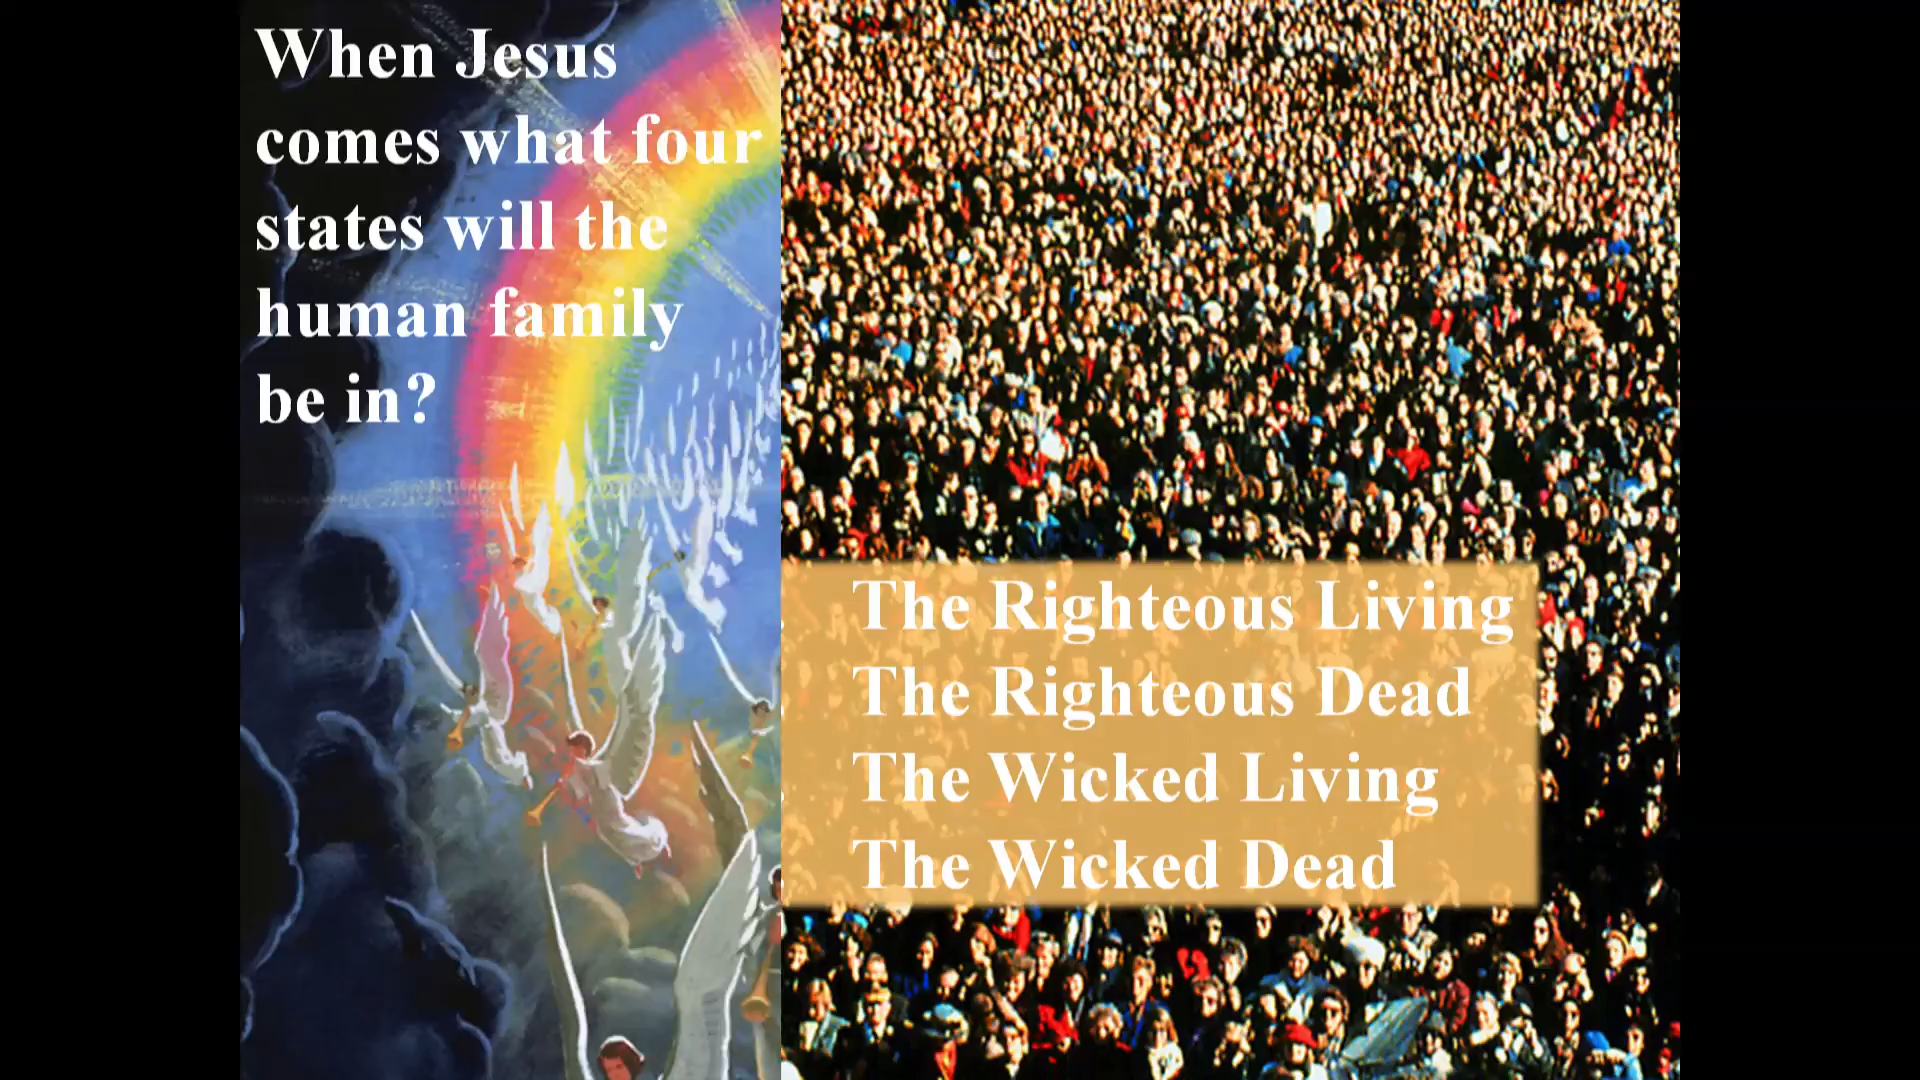 When Jesus
comes what four
states will the
human family
be in?
The Righteous Living
The Righteous Dead
The Wicked Living
The Wicked Dead